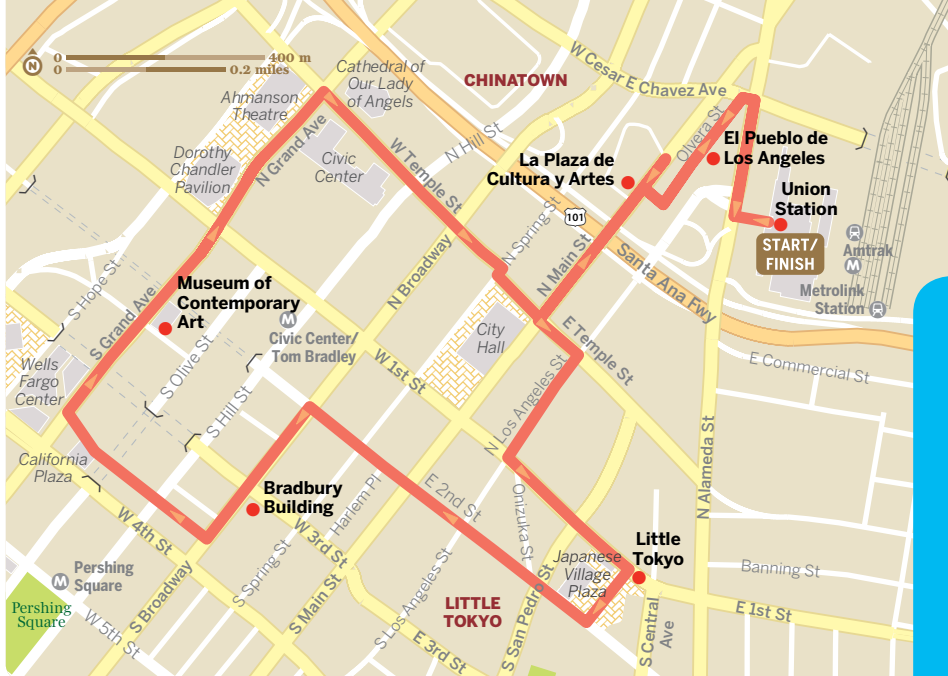 N
0 400 m
0 0.2 miles
Cathedral of
Our Lady
of Angels
Ahmanson
Theatre
Dorothy
Chandler
Pavilion
N Grand Ave
Civic
Center
CHINATOWN
W Cesar E Chavez Ave
N Hill St
W Temple St
La Plaza de
Cultura y Artes
Olvera St
El Pueblo de
Los Angeles
Union
Station
START/
FINISH
Amtrak
M
Metrolink
Station
101
N Spring St
N Main St
Santa Ana Fwy
N Broadway
S Hope St
S Grand Ave
Museum of
Contemporary
Art
M
Civic Center/
Tom Bradley
City
Hall
E Temple St
E Commercial St
Wells
Fargo
Center
S Olive St
S Hill St
W 1st St
N Los Angeles St
N Alameda St
California
Plaza
Bradbury
Building
Harlem Pl
E 2nd St
Onizuka St
W 4th St
W 3rd St
S Spring St
S Main St
Little
Tokyo
Japanese
Village
Plaza
Banning St
M
Pershing
Square
Pershing
Square
S Broadway
W 5th St
S Los Angeles St
LITTLE
TOKYO
E 3rd St
S San Pedro St
S Central
Ave
E 1st St